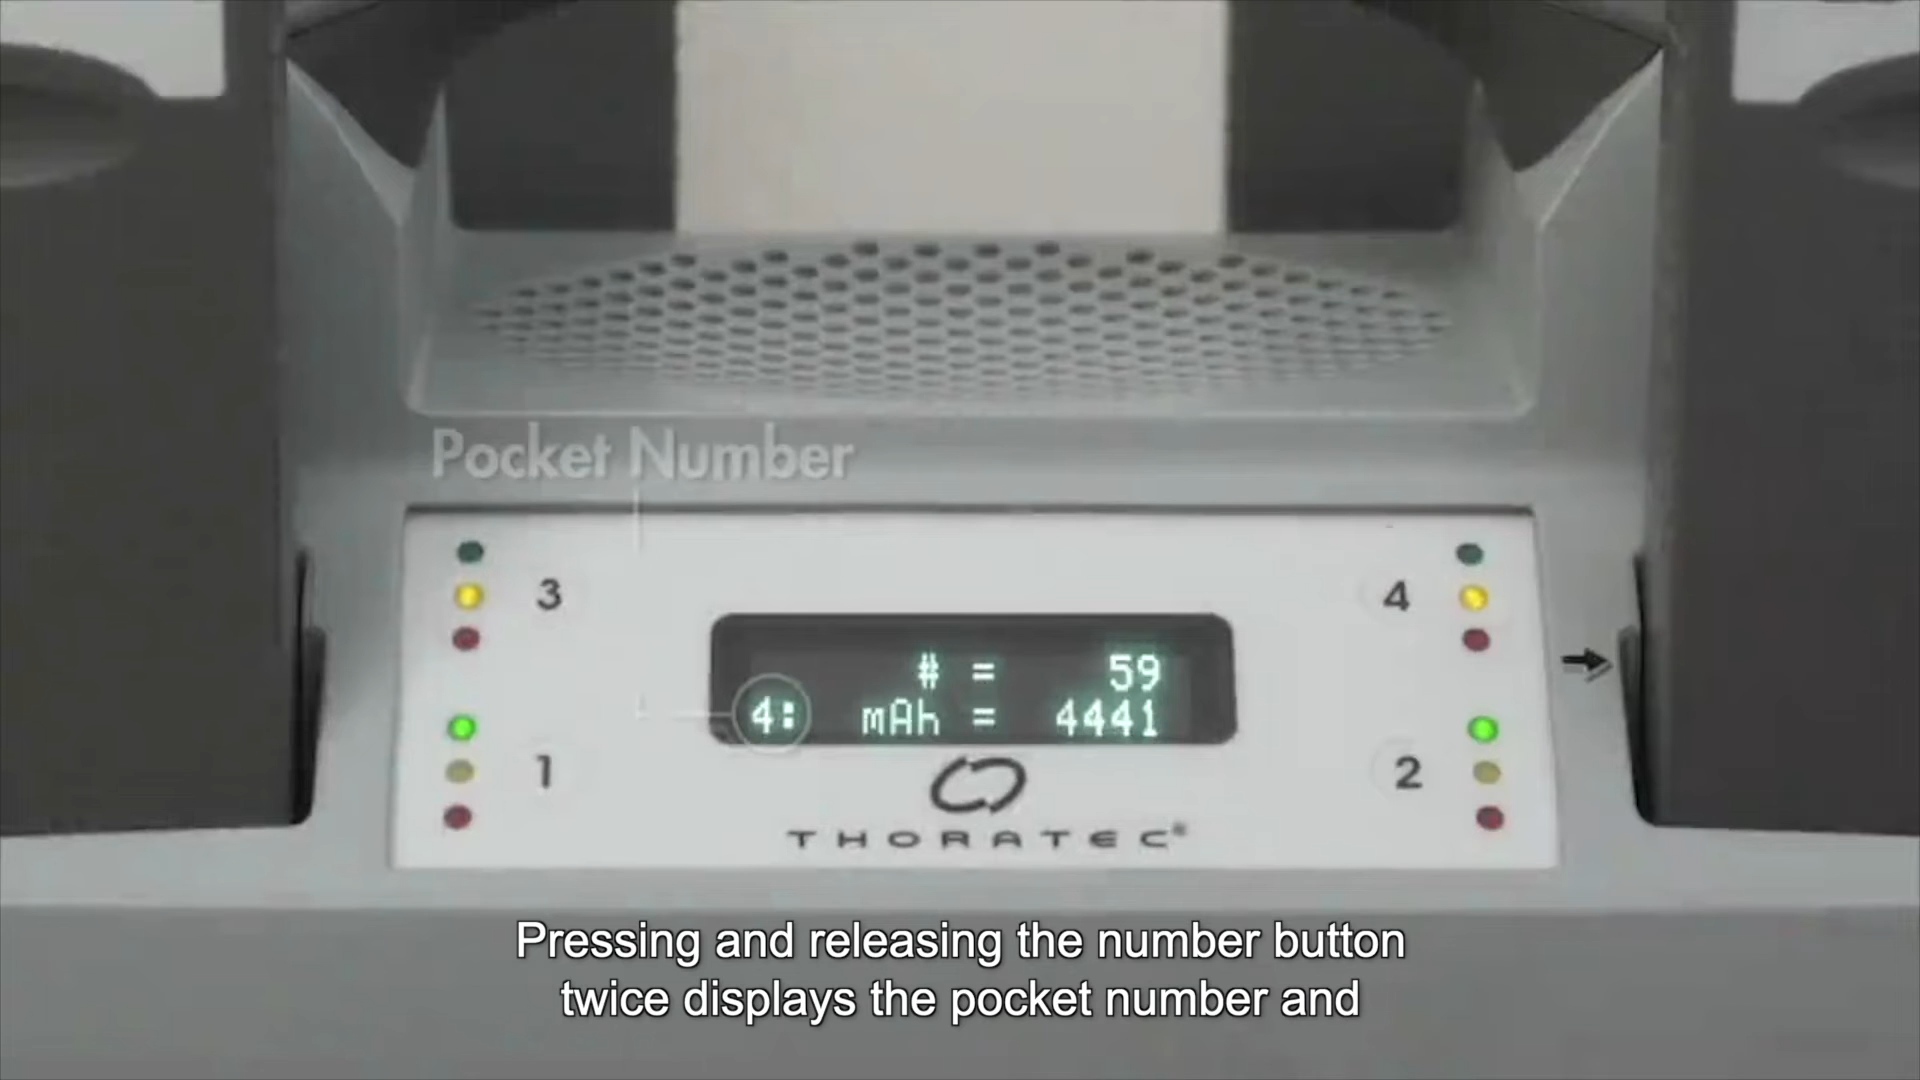 Pocket Number
3
4
# = 59
4: mAh = 4441
1
2
THORATEC®
Pressing and releasing the number button
twice displays the pocket number and